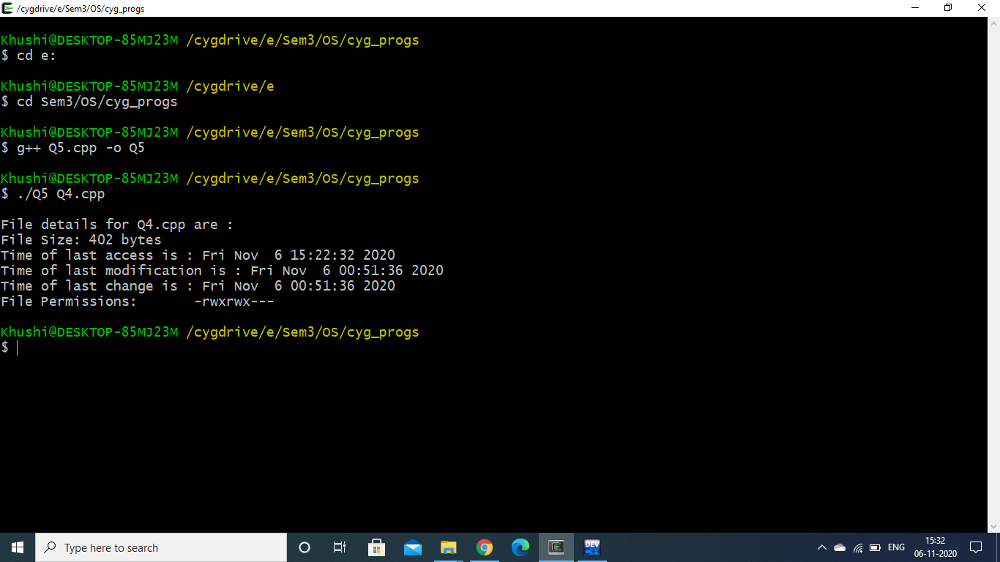 /cygdrive/e/Sem3/OS/cyg_progs
Khushi@DESKTOP-85MJ23M /cygdrive/e/Sem3/OS/cyg_progs
$ cd e:
Khushi@DESKTOP-85MJ23M /cygdrive/e
$ cd Sem3/OS/cyg_progs
Khushi@DESKTOP-85MJ23M /cygdrive/e/Sem3/OS/cyg_progs
$ g++ Q5.cpp -o Q5
Khushi@DESKTOP-85MJ23M /cygdrive/e/Sem3/OS/cyg_progs
$ ./Q5 Q4.cpp
File details for Q4.cpp are :
File Size: 402 bytes
Time of last access is : Fri Nov  6 15:22:32 2020
Time of last modification is : Fri Nov  6 00:51:36 2020
Time of last change is : Fri Nov  6 00:51:36 2020
File Permissions:       -rwxrwx---
Khushi@DESKTOP-85MJ23M /cygdrive/e/Sem3/OS/cyg_progs
$
Type here to search
DEV
C++
ENG
15:32
06-11-2020